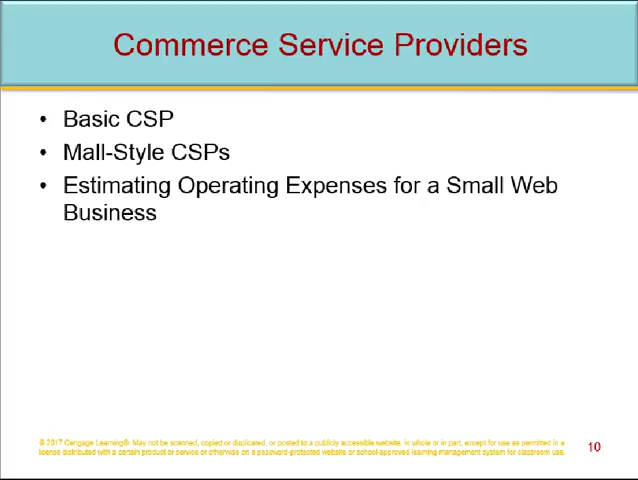 Commerce Service Providers
• Basic CSP
• Mall-Style CSPs
• Estimating Operating Expenses for a Small Web
Business
© 2017 Cengage Learning®. May not be scanned, copied or duplicated, or posted to a publicly accessible website, in whole or in part, except for use as permitted in a
license distributed with a certain product or service or otherwise on a password-protected website or school-approved learning management system for classroom use.
10